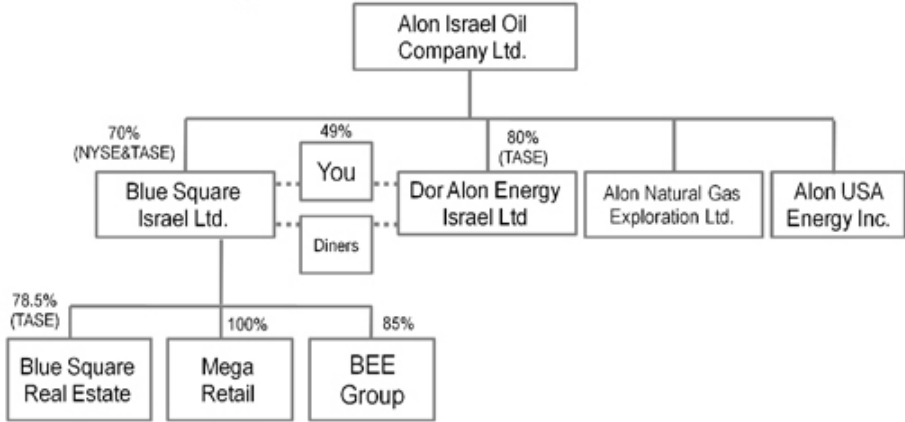 Alon Israel Oil
Company Ltd.
70%
(NYSE&TASE)
49%
80%
(TASE)
Blue Square
Israel Ltd.
You
Diners
Dor Alon Energy
Israel Ltd
Alon Natural Gas
Exploration Ltd.
Alon USA
Energy Inc.
78.5%
(TASE)
100%
85%
Blue Square
Real Estate
Mega
Retail
BEE
Group